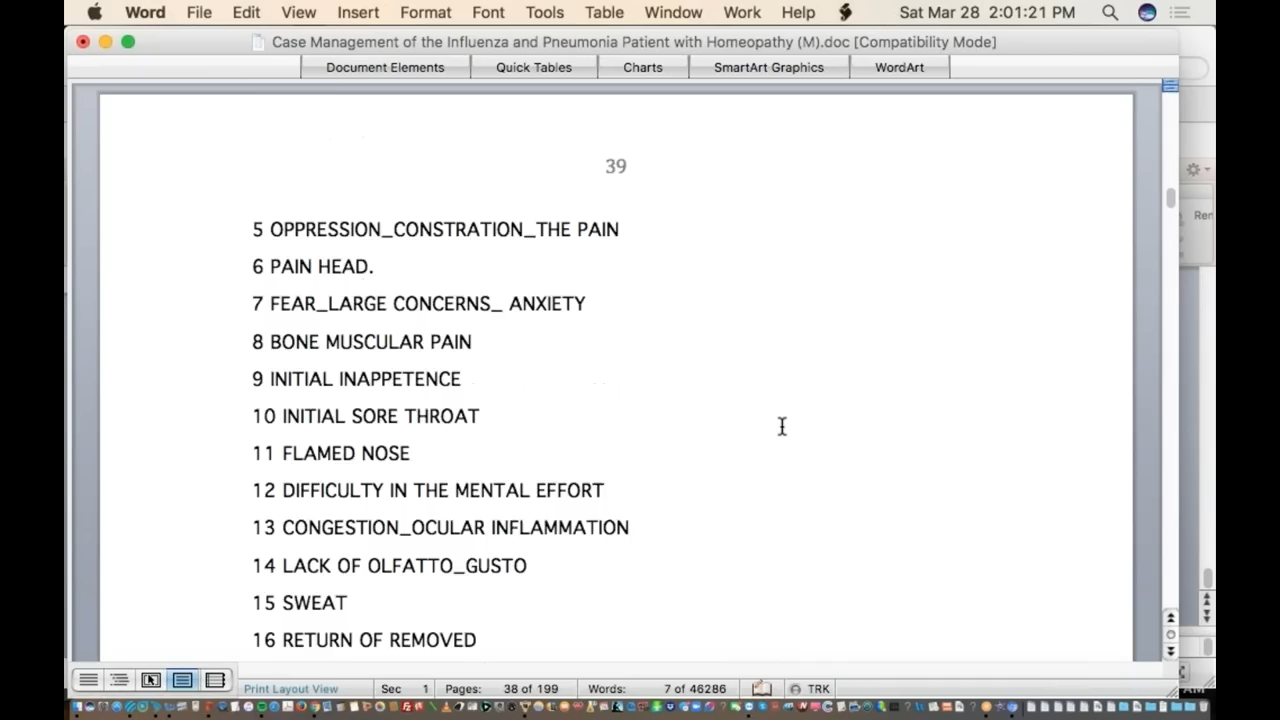 Word File Edit View Insert Format Font Tools Table Window Work Help Sat Mar 28 2:01:21 PM
Case Management of the Influenza and Pneumonia Patient with Homeopathy (M).doc [Compatibility Mode]
Document Elements Quick Tables Charts SmartArt Graphics WordArt
39
5 OPPRESSION_CONSTRATION_THE PAIN
6 PAIN HEAD.
7 FEAR_LARGE CONCERNS_ ANXIETY
8 BONE MUSCULAR PAIN
9 INITIAL INAPPETENCE
10 INITIAL SORE THROAT
11 FLAMED NOSE
12 DIFFICULTY IN THE MENTAL EFFORT
13 CONGESTION_OCULAR INFLAMMATION
14 LACK OF OLFATTO_GUSTO
15 SWEAT
16 RETURN OF REMOVED
Print Layout View Sec 1 Pages: 38 of 199 Words: 7 of 46286 TRK